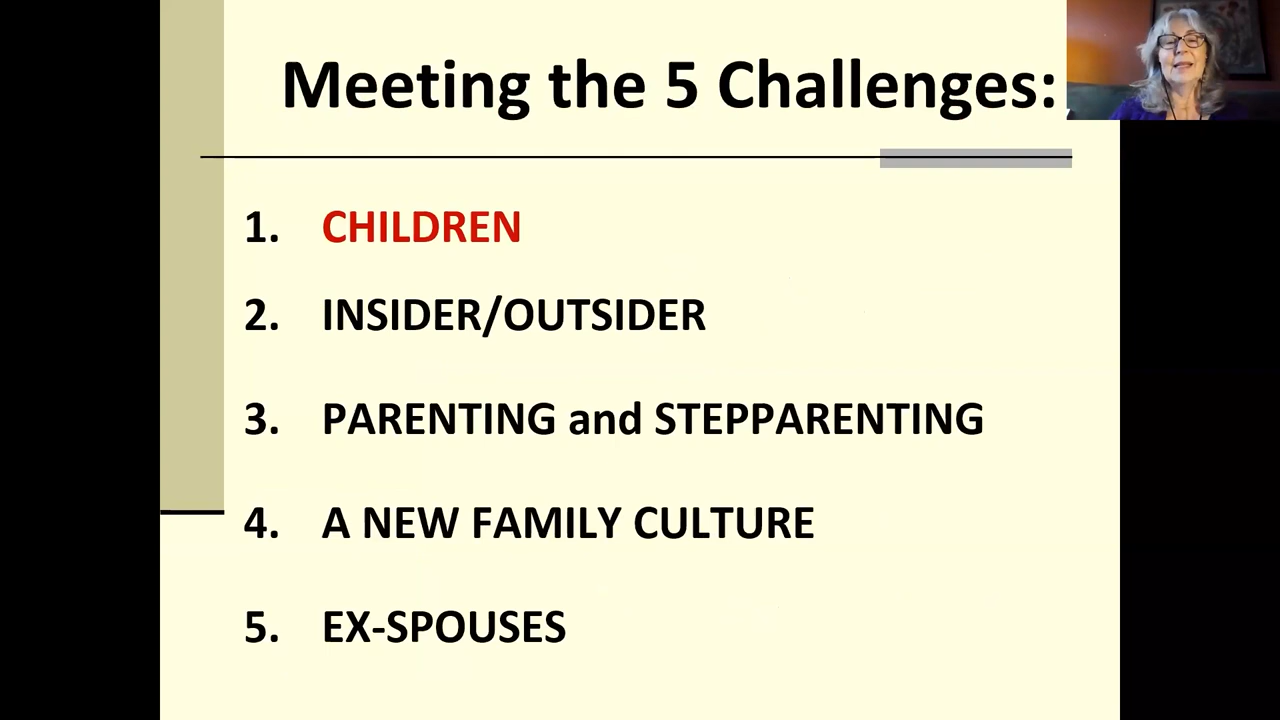 Meeting the 5 Challenges:
1. CHILDREN
2. INSIDER/OUTSIDER
3. PARENTING and STEPPARENTING
4. A NEW FAMILY CULTURE
5. EX-SPOUSES